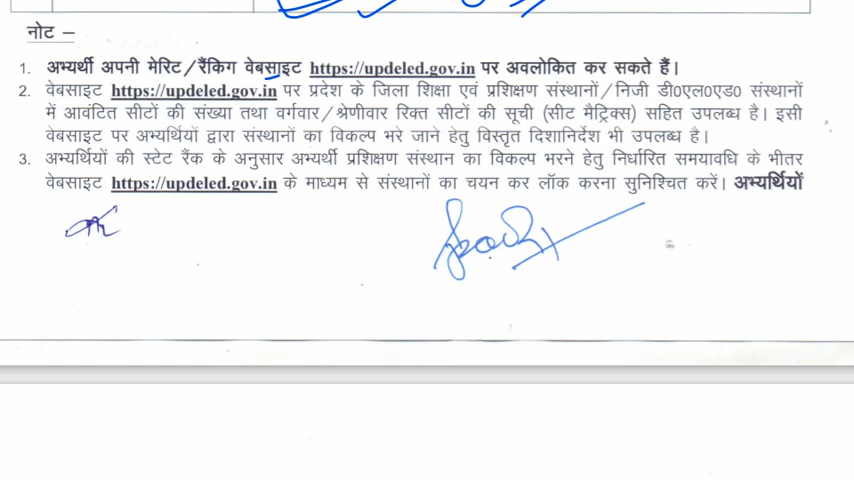 नोट –
1. अभ्यर्थी अपनी मेरिट/रैंकिग वेबसाइट https://updeled.gov.in पर अवलोकित कर सकते हैं।
2. वेबसाइट https://updeled.gov.in पर प्रदेश के जिला शिक्षा एवं प्रशिक्षण संस्थानों/निजी डी०एल०एड० संस्थानों
में आवंटित सीटों की संख्या तथा वर्गवार/श्रेणीवार रिक्त सीटों की सूची (सीट मैट्रिक्स) सहित उपलब्ध है। इसी
वेबसाइट पर अभ्यर्थियों द्वारा संस्थानों का विकल्प भरे जाने हेतु विस्तृत दिशानिर्देश भी उपलब्ध है।
3. अभ्यर्थियों की स्टेट रैंक के अनुसार अभ्यर्थी प्रशिक्षण संस्थान का विकल्प भरने हेतु निर्धारित समयावधि के भीतर
वेबसाइट https://updeled.gov.in के माध्यम से संस्थानों का चयन कर लॉक करना सुनिश्चित करें। अभ्यर्थियों